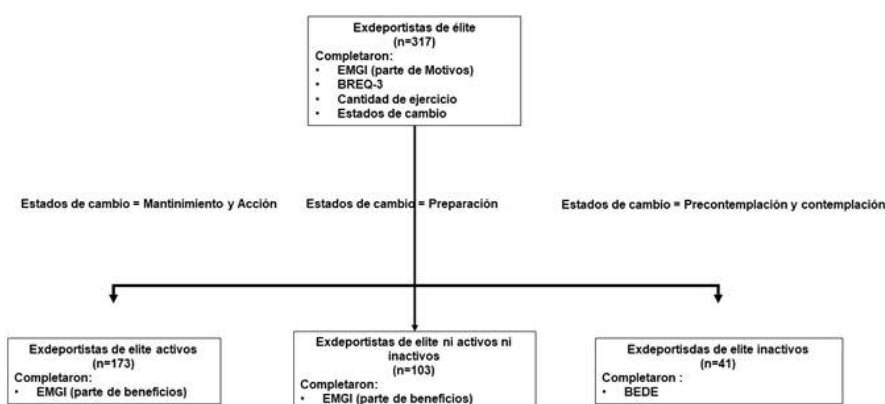 Exdeportistas de élite
(n=317)
Completaron:
• EMGI (parte de Motivos)
• BREQ-3
• Cantidad de ejercicio
• Estados de cambio
Estados de cambio = Mantinimiento y Acción
Estados de cambio = Preparación
Estados de cambio = Precontemplación y contemplación
Exdeportistas de elite activos
(n=173)
Completaron:
• EMGI (parte de beneficios)
Exdeportistas de elite ni activos ni
inactivos
(n=103)
Completaron:
• EMGI (parte de beneficios)
Exdeportisdas de elite inactivos
(n=41)
Completaron :
• BEDE